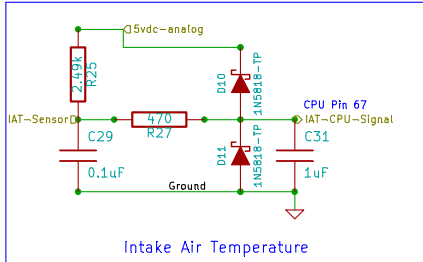 5vdc-analog
2.49k
R25
D10
1N5818-TP
CPU Pin 67
IAT-Sensor
470
R27
IAT-CPU-Signal
C29
0.1uF
D11
1N5818-TP
C31
1uF
Ground
Intake Air Temperature